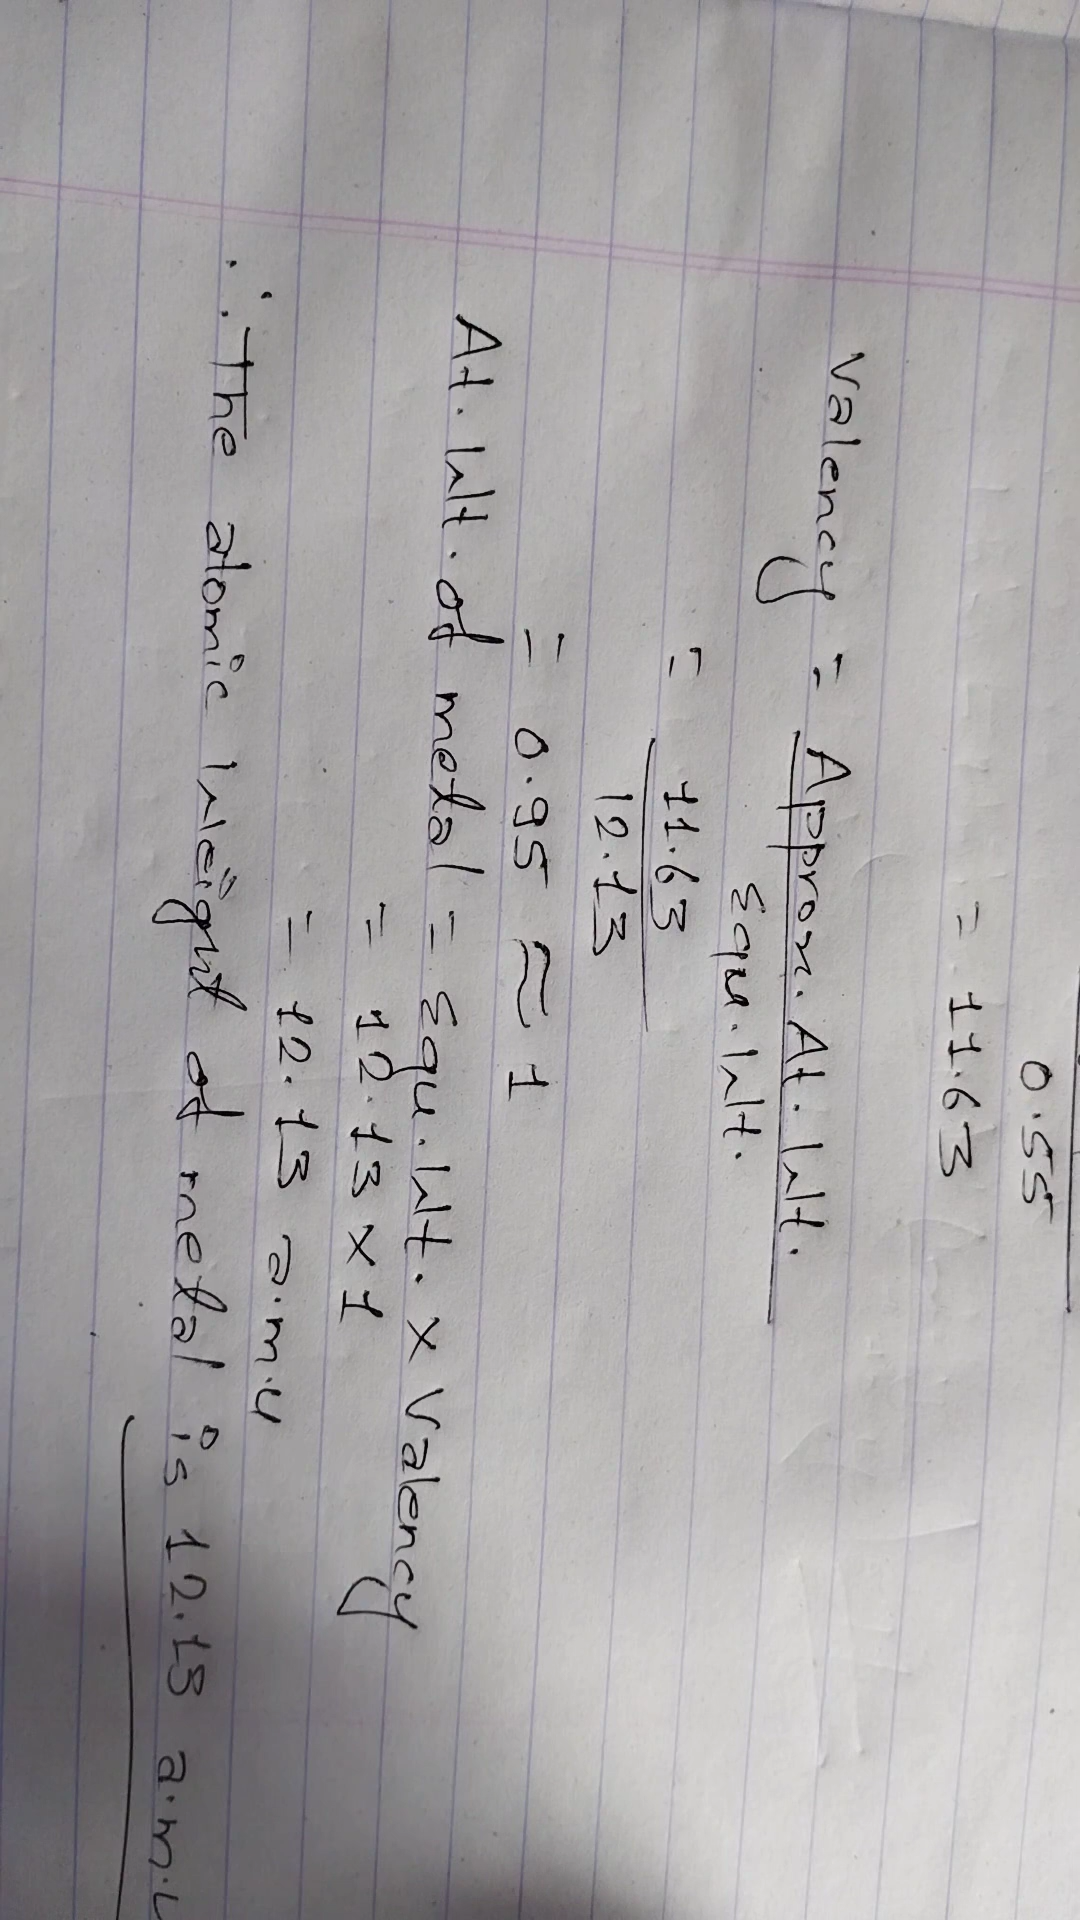 0.55
= 11.63
Valency = Approx. At. Wt.
Equ. Wt.
= 11.63
12.13
= 0.95 ≈ 1
At. Wt. of metal = Equ. Wt. x Valency
= 12.13 x 1
= 12.13 a.m.u
∴ The atomic weight of metal is 12.13 a.m.u